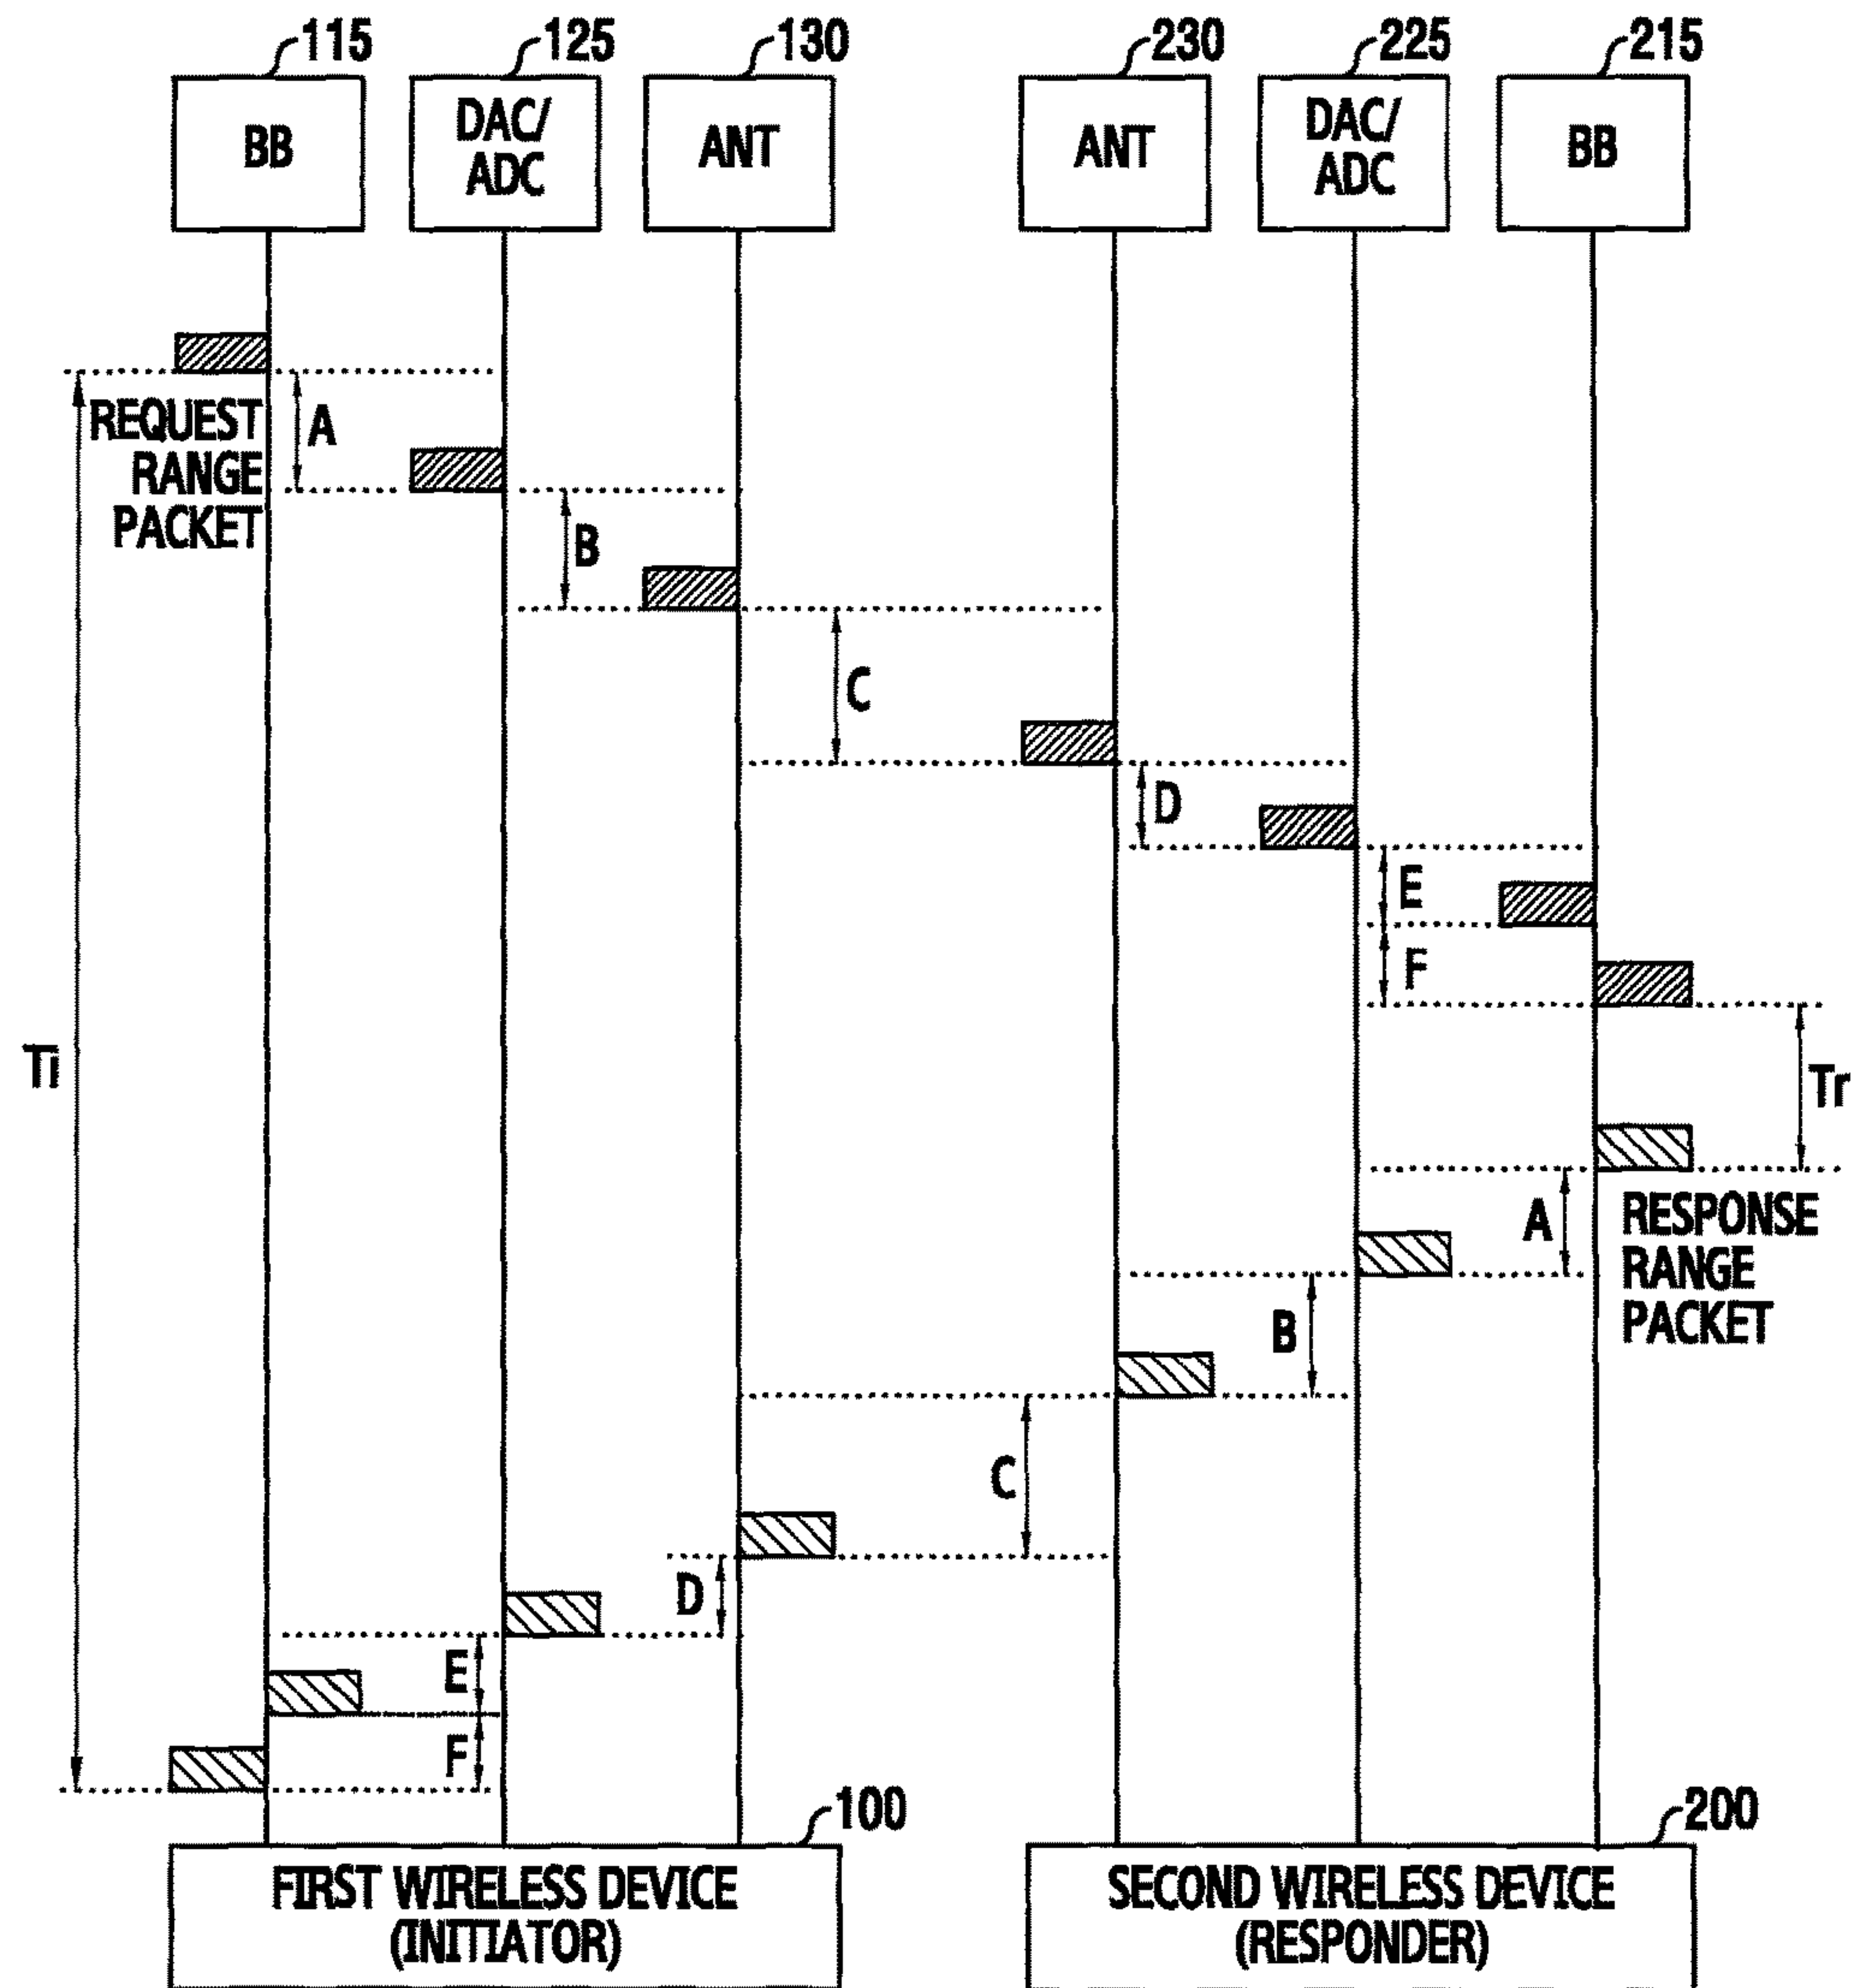 115
125
130
230
225
215
BB
DAC/
ADC
ANT
ANT
DAC/
ADC
BB
REQUEST
RANGE
PACKET
A
B
C
D
E
F
Ti
Tr
A
RESPONSE
RANGE
PACKET
B
C
D
E
F
100
200
FIRST WIRELESS DEVICE
(INITIATOR)
SECOND WIRELESS DEVICE
(RESPONDER)